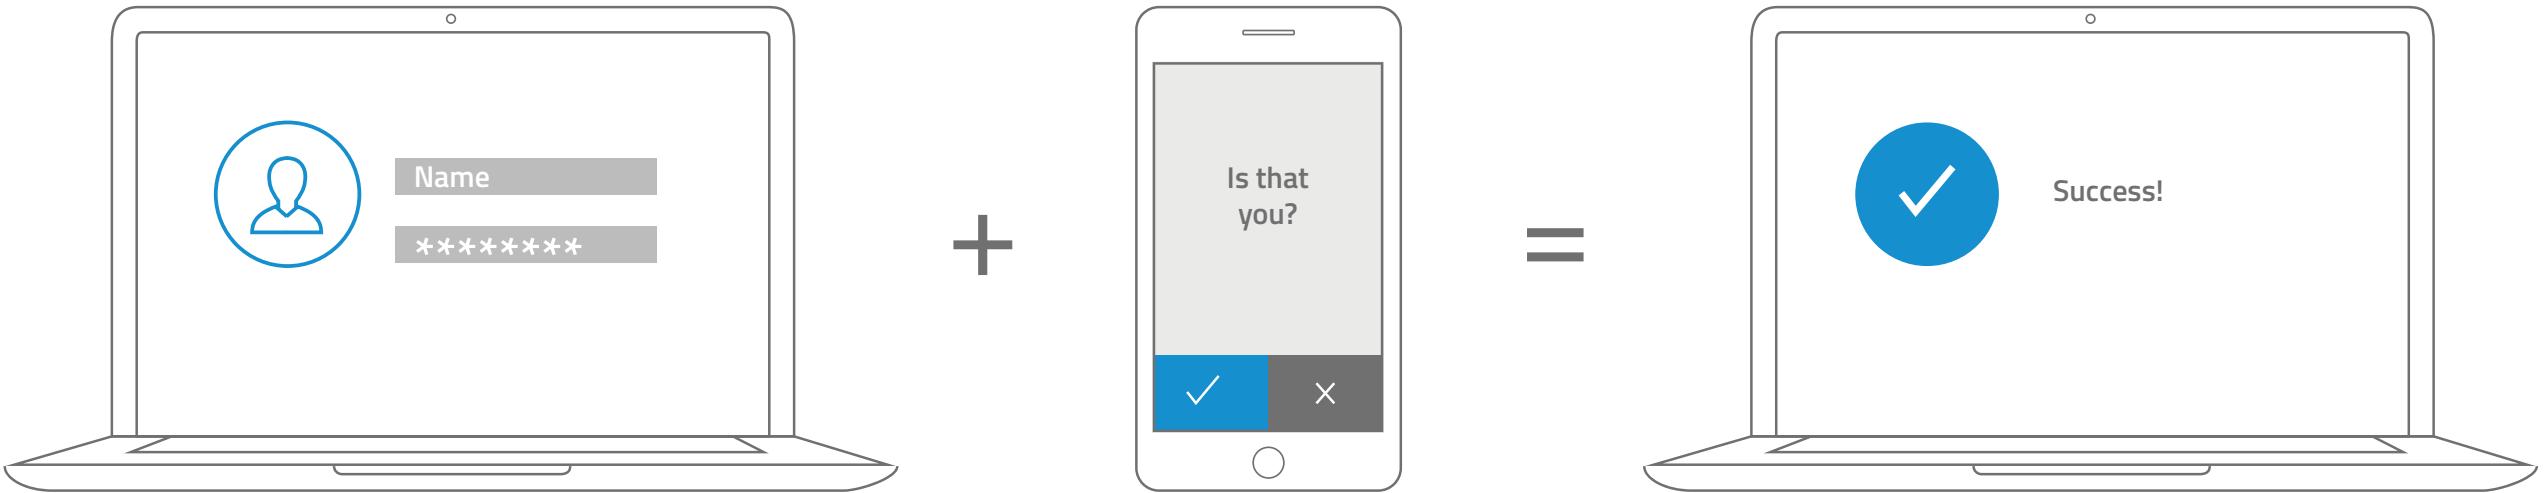 Name
********
+
Is that
you?
=
Success!